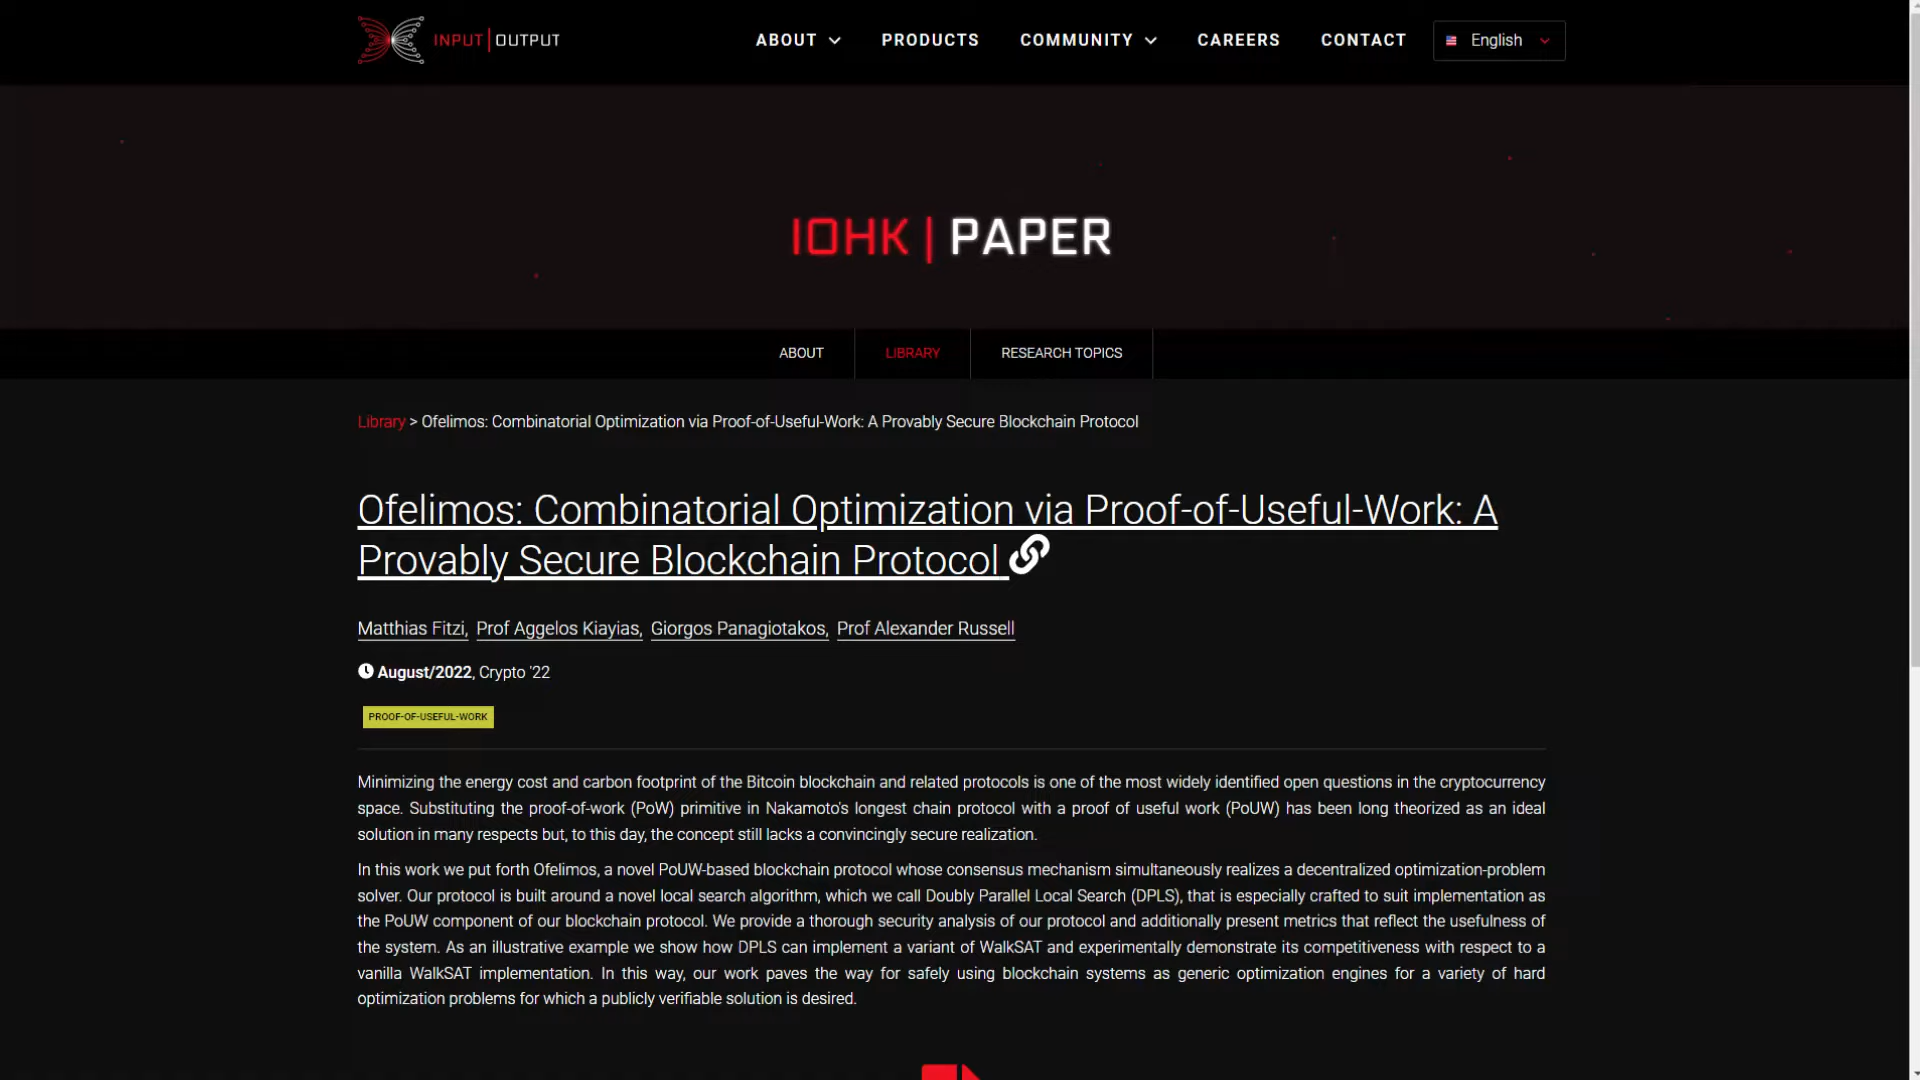 INPUT | OUTPUT
ABOUT
PRODUCTS
COMMUNITY
CAREERS
CONTACT
English
IOHK | PAPER
ABOUT
LIBRARY
RESEARCH TOPICS
Library > Ofelimos: Combinatorial Optimization via Proof-of-Useful-Work: A Provably Secure Blockchain Protocol
Ofelimos: Combinatorial Optimization via Proof-of-Useful-Work: A
Provably Secure Blockchain Protocol
Matthias Fitzi, Prof Aggelos Kiayias, Giorgos Panagiotakos, Prof Alexander Russell
August/2022, Crypto '22
PROOF-OF-USEFUL-WORK
Minimizing the energy cost and carbon footprint of the Bitcoin blockchain and related protocols is one of the most widely identified open questions in the cryptocurrency
space. Substituting the proof-of-work (PoW) primitive in Nakamoto's longest chain protocol with a proof of useful work (PoUW) has been long theorized as an ideal
solution in many respects but, to this day, the concept still lacks a convincingly secure realization.
In this work we put forth Ofelimos, a novel PoUW-based blockchain protocol whose consensus mechanism simultaneously realizes a decentralized optimization-problem
solver. Our protocol is built around a novel local search algorithm, which we call Doubly Parallel Local Search (DPLS), that is especially crafted to suit implementation as
the PoUW component of our blockchain protocol. We provide a thorough security analysis of our protocol and additionally present metrics that reflect the usefulness of
the system. As an illustrative example we show how DPLS can implement a variant of WalkSAT and experimentally demonstrate its competitiveness with respect to a
vanilla WalkSAT implementation. In this way, our work paves the way for safely using blockchain systems as generic optimization engines for a variety of hard
optimization problems for which a publicly verifiable solution is desired.